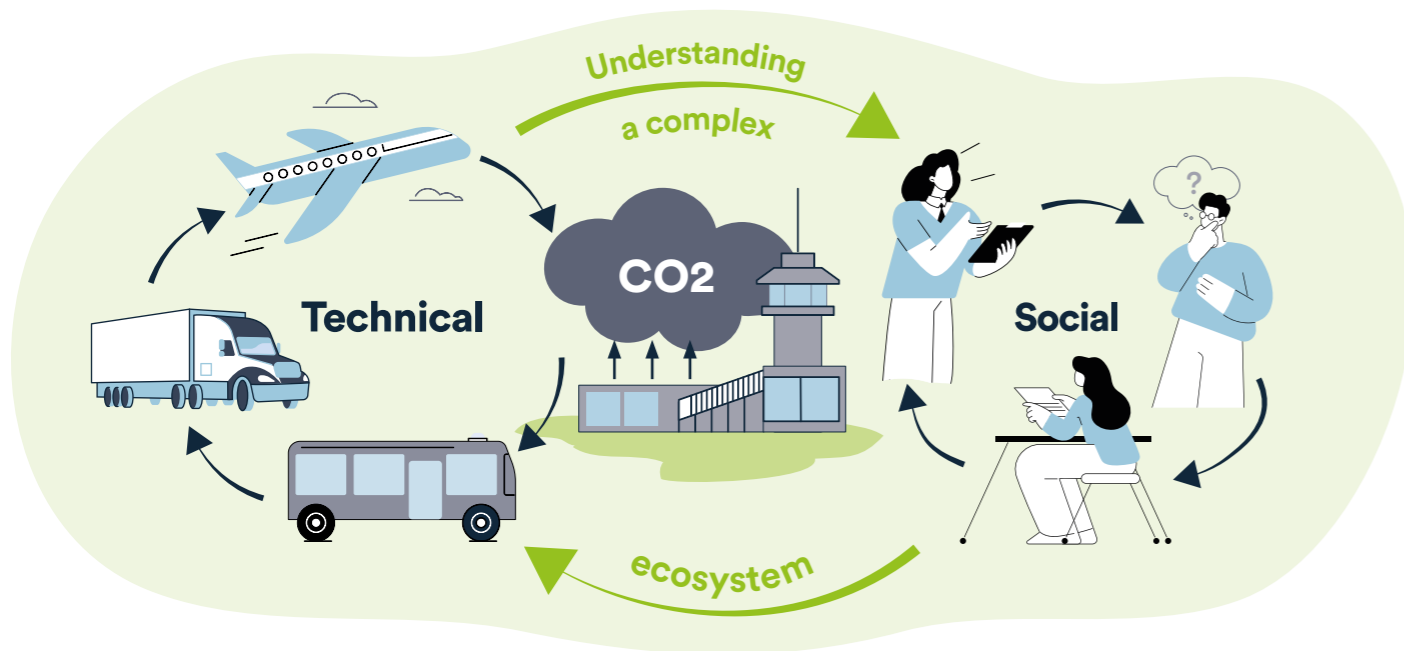 Understanding
a complex
?
CO2
Technical
Social
ecosystem